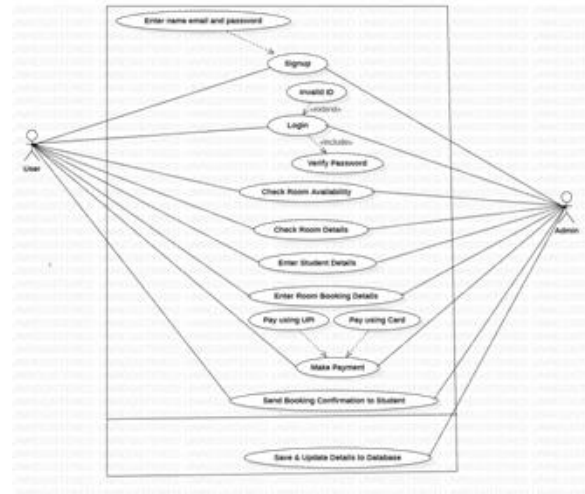 Enter name email and password
Signup
Invalid ID
«extend»
Login
«include»
Verify Password
User
Check Room Availability
Admin
Check Room Details
Enter Student Details
Enter Room Booking Details
Pay using UPI
Pay using Card
Make Payment
Send Booking Confirmation to Student
Save & Update Details to Database